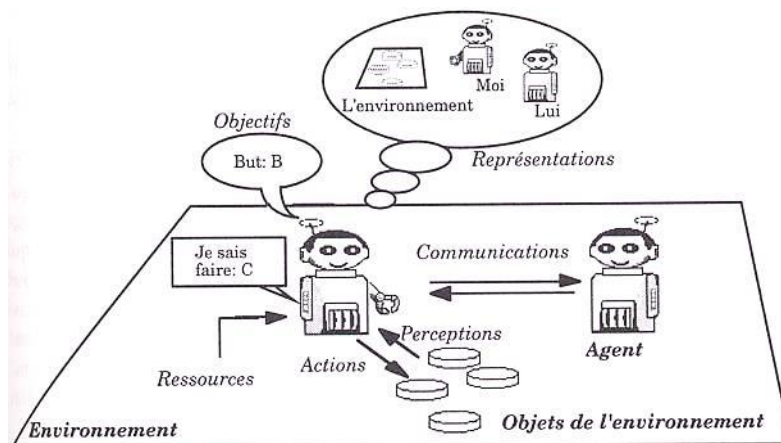 L'environnement
Moi
Lui
Objectifs
But: B
Représentations
Je sais
faire: C
Communications
Perceptions
Agent
Ressources
Actions
Environnement
Objets de l'environnement